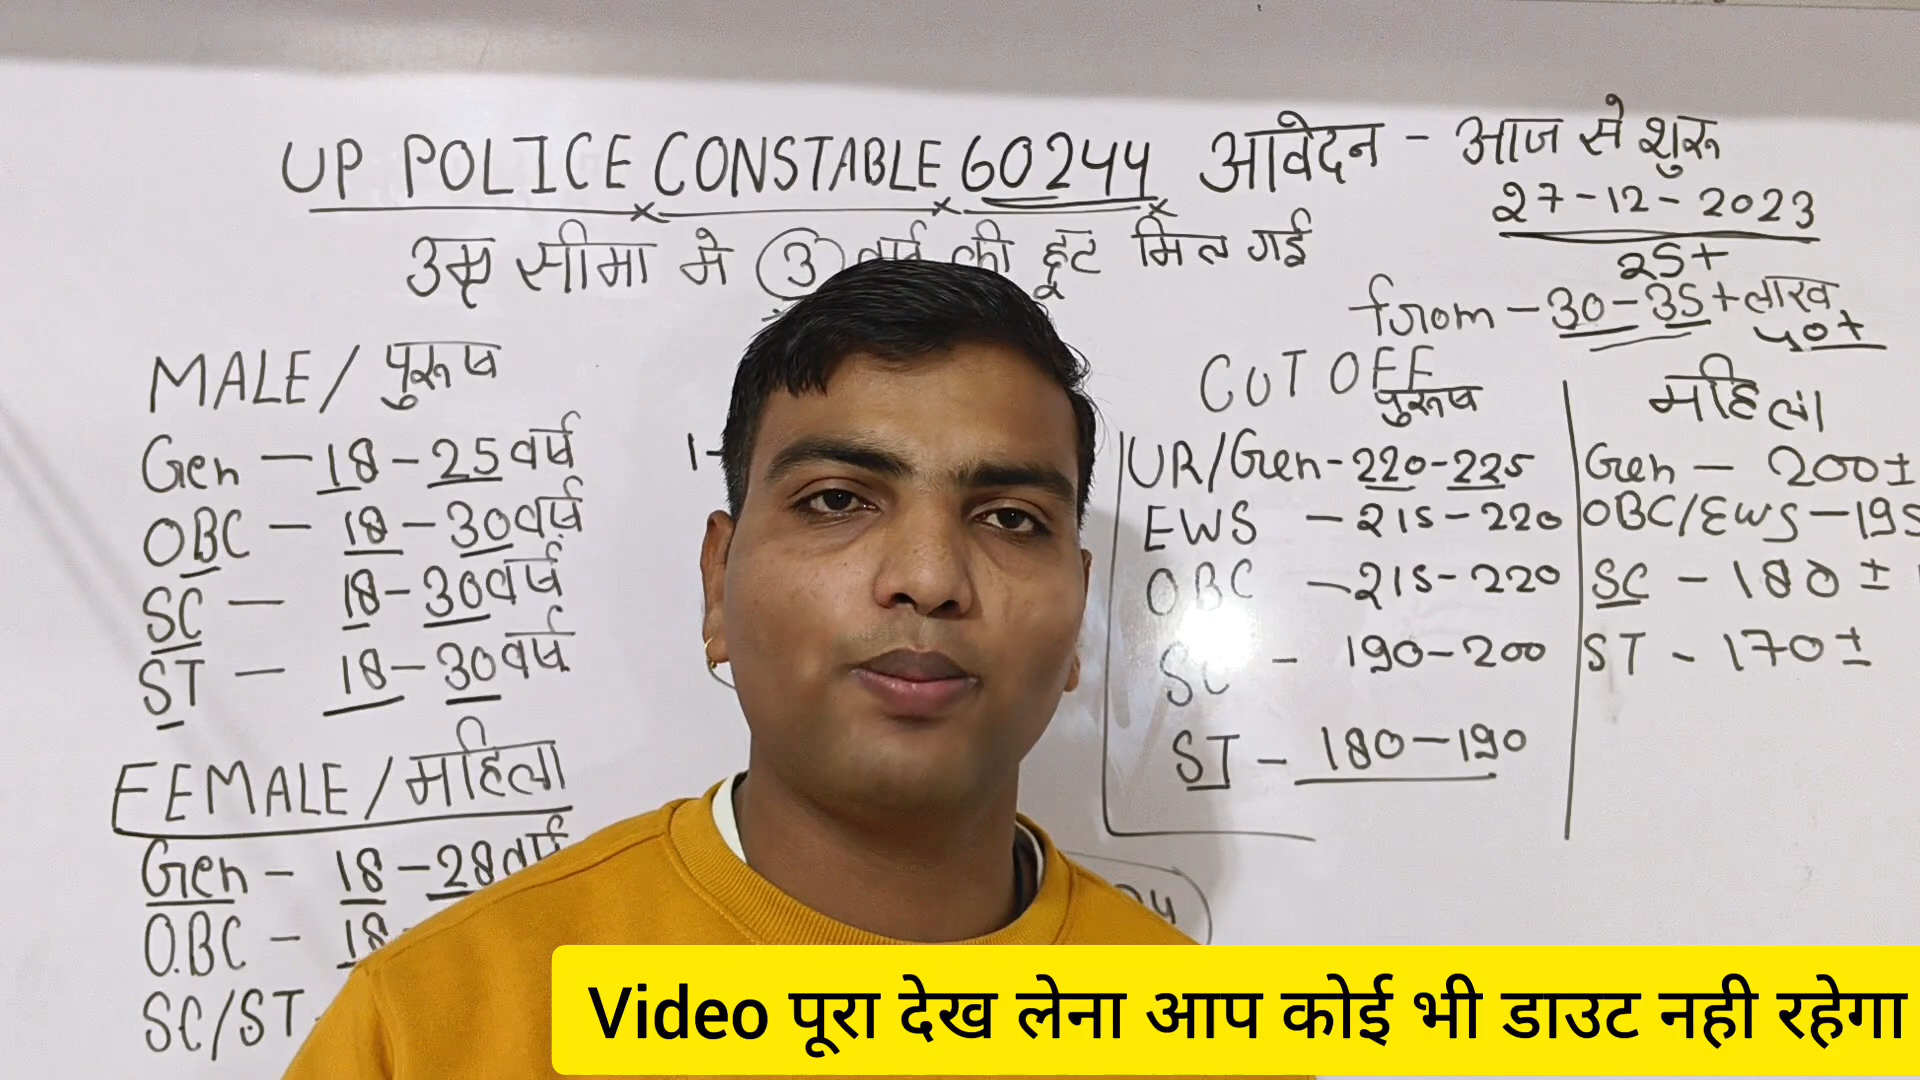 UP POLICE CONSTABLE 60244 आवेदन - आज से शुरू
27-12-2023
उम्र सीमा मे 3 वर्ष की छूट मिल गई
25+
from - 30-35+ लाख
40+
MALE / पुरूष
Gen - 18-25 वर्ष
OBC - 18-30 वर्ष
SC - 18-30 वर्ष
ST - 18-30 वर्ष
FEMALE / महिला
Gen - 18-28 वर्ष
OBC - 18-
SC/ST -
CUT OFF
पुरूष
UR/Gen - 220-225
EWS - 215-220
OBC - 215-220
SC - 190-200
ST - 180-190
महिला
Gen - 200±
OBC/EWS - 195
SC - 180 ±
ST - 170 ±
Video पूरा देख लेना आप कोई भी डाउट नही रहेगा